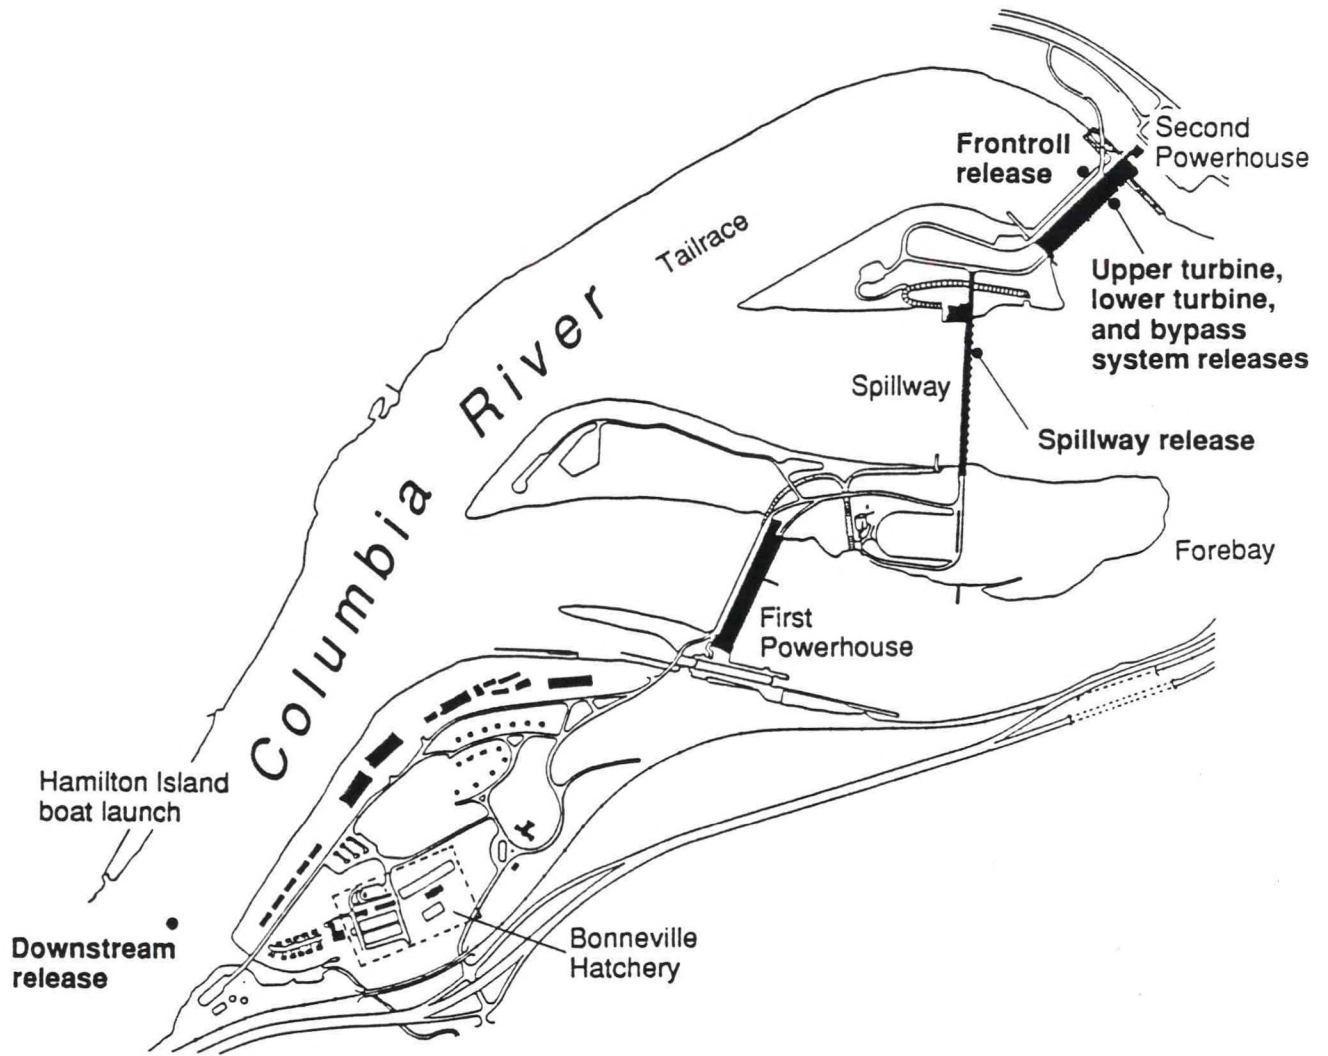 Second
Powerhouse
Frontroll
release
Tailrace
Upper turbine,
lower turbine,
and bypass
system releases
Spillway
Spillway release
Columbia River
Forebay
First
Powerhouse
Hamilton Island
boat launch
Downstream
release
Bonneville
Hatchery